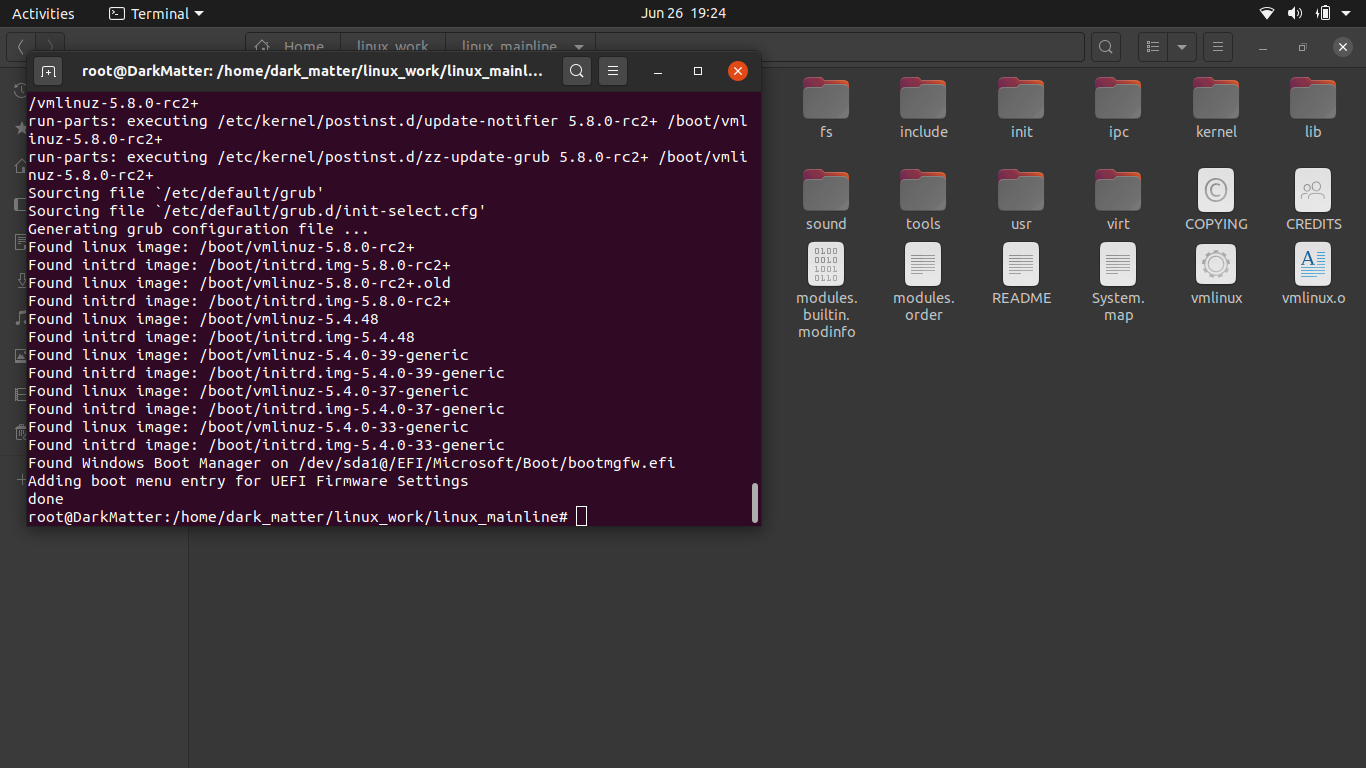 Activities
Terminal
Jun 26 19:24
Home
linux_work
linux_mainline
root@DarkMatter: /home/dark_matter/linux_work/linux_mainl...
/vmlinuz-5.8.0-rc2+
run-parts: executing /etc/kernel/postinst.d/update-notifier 5.8.0-rc2+ /boot/vml
inuz-5.8.0-rc2+
run-parts: executing /etc/kernel/postinst.d/zz-update-grub 5.8.0-rc2+ /boot/vmli
nuz-5.8.0-rc2+
Sourcing file `/etc/default/grub'
Sourcing file `/etc/default/grub.d/init-select.cfg'
Generating grub configuration file ...
Found linux image: /boot/vmlinuz-5.8.0-rc2+
Found initrd image: /boot/initrd.img-5.8.0-rc2+
Found linux image: /boot/vmlinuz-5.8.0-rc2+.old
Found initrd image: /boot/initrd.img-5.8.0-rc2+
Found linux image: /boot/vmlinuz-5.4.48
Found initrd image: /boot/initrd.img-5.4.48
Found linux image: /boot/vmlinuz-5.4.0-39-generic
Found initrd image: /boot/initrd.img-5.4.0-39-generic
Found linux image: /boot/vmlinuz-5.4.0-37-generic
Found initrd image: /boot/initrd.img-5.4.0-37-generic
Found linux image: /boot/vmlinuz-5.4.0-33-generic
Found initrd image: /boot/initrd.img-5.4.0-33-generic
Found Windows Boot Manager on /dev/sda1@/EFI/Microsoft/Boot/bootmgfw.efi
Adding boot menu entry for UEFI Firmware Settings
done
root@DarkMatter:/home/dark_matter/linux_work/linux_mainline#
fs
include
init
ipc
kernel
lib
sound
tools
usr
virt
COPYING
CREDITS
0100
0010
1001
0110
modules.
builtin.
modinfo
modules.
order
README
System.
map
vmlinux
A
vmlinux.o